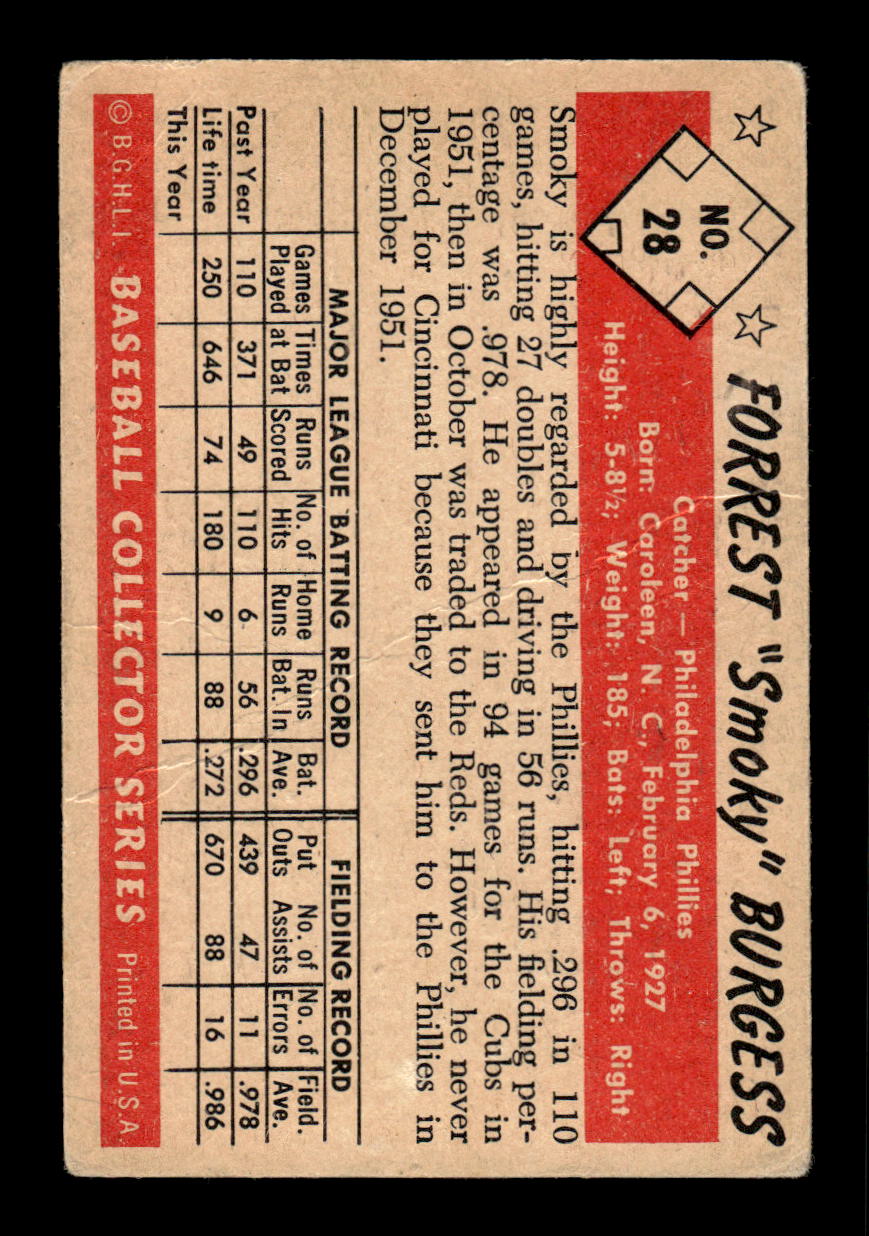 FORREST "Smoky" BURGESS
NO.
28
Catcher — Philadelphia Phillies
Born: Caroleen, N. C., February 6, 1927
Height: 5-8½; Weight: 185; Bats: Left; Throws: Right
Smoky is highly regarded by the Phillies, hitting .296 in 110
games, hitting 27 doubles and driving in 56 runs. His fielding per-
centage was .978. He appeared in 94 games for the Cubs in
1951, then in October was traded to the Reds. However, he never
played for Cincinnati because they sent him to the Phillies in
December 1951.
MAJOR LEAGUE BATTING RECORD FIELDING RECORD
Games Times Runs No. of Home Runs Bat. Put No. of No. of Field.
Played at Bat Scored Hits Runs Bat. In Ave. Outs Assists Errors Ave.
Past Year 110 371 49 110 6 56 .296 439 47 11 .978
Life time 250 646 74 180 9 88 .272 670 88 16 .986
This Year
© B.G.H.L.I. BASEBALL COLLECTOR SERIES Printed in U.S.A.